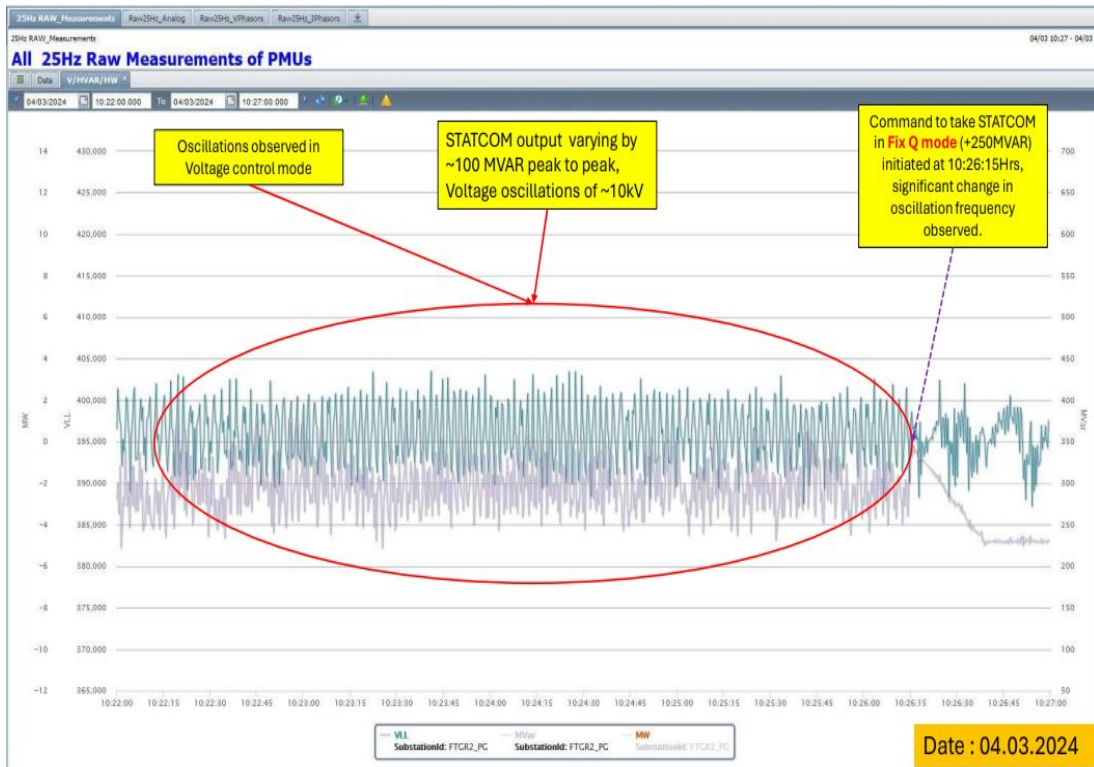 25Hz RAW_Measurements Raw25Hz_Analog Raw25Hz_VPhasors Raw25Hz_IPhasors
25Hz RAW_Measurements 04/03 10:27 - 04/03
All 25Hz Raw Measurements of PMUs
Data V/MVAR/MW
04/03/2024 10:22:00.000 To 04/03/2024 10:27:00.000
Oscillations observed in
Voltage control mode
STATCOM output varying by
~100 MVAR peak to peak,
Voltage oscillations of ~10kV
Command to take STATCOM
in Fix Q mode (+250MVAR)
initiated at 10:26:15Hrs,
significant change in
oscillation frequency
observed.
14 430,000 700
12 425,000 650
10 420,000 600
8 415,000 550
6 410,000 500
4 405,000 450
2 400,000 400
0 395,000 350
-2 390,000 300
-4 385,000 250
-6 380,000 200
-8 375,000 150
-10 370,000 100
-12 365,000 50
MW
VLL
MVar
10:22:00 10:22:15 10:22:30 10:22:45 10:23:00 10:23:15 10:23:30 10:23:45 10:24:00 10:24:15 10:24:30 10:24:45 10:25:00 10:25:15 10:25:30 10:25:45 10:26:00 10:26:15 10:26:30 10:26:45 10:27:00
VLL MVar MW
SubstationId: FTGR2_PG SubstationId: FTGR2_PG SubstationId: FTGR2_PG
Date : 04.03.2024